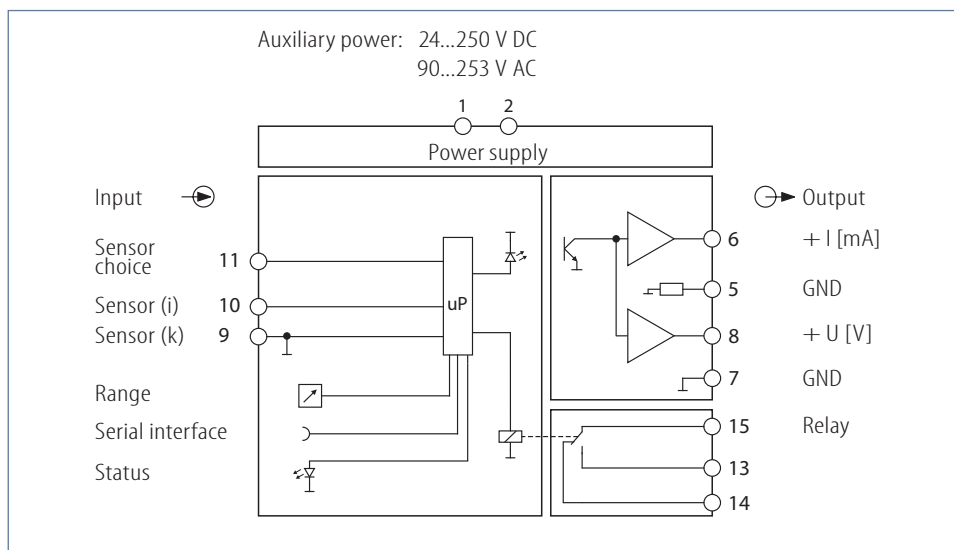 Auxiliary power: 24...250 V DC
90...253 V AC
1 2
Power supply
Input
Output
Sensor
choice
11
Sensor (i) 10
Sensor (k) 9
uP
Range
Serial interface
Status
6 + I [mA]
5 GND
8 + U [V]
7 GND
15 Relay
13
14